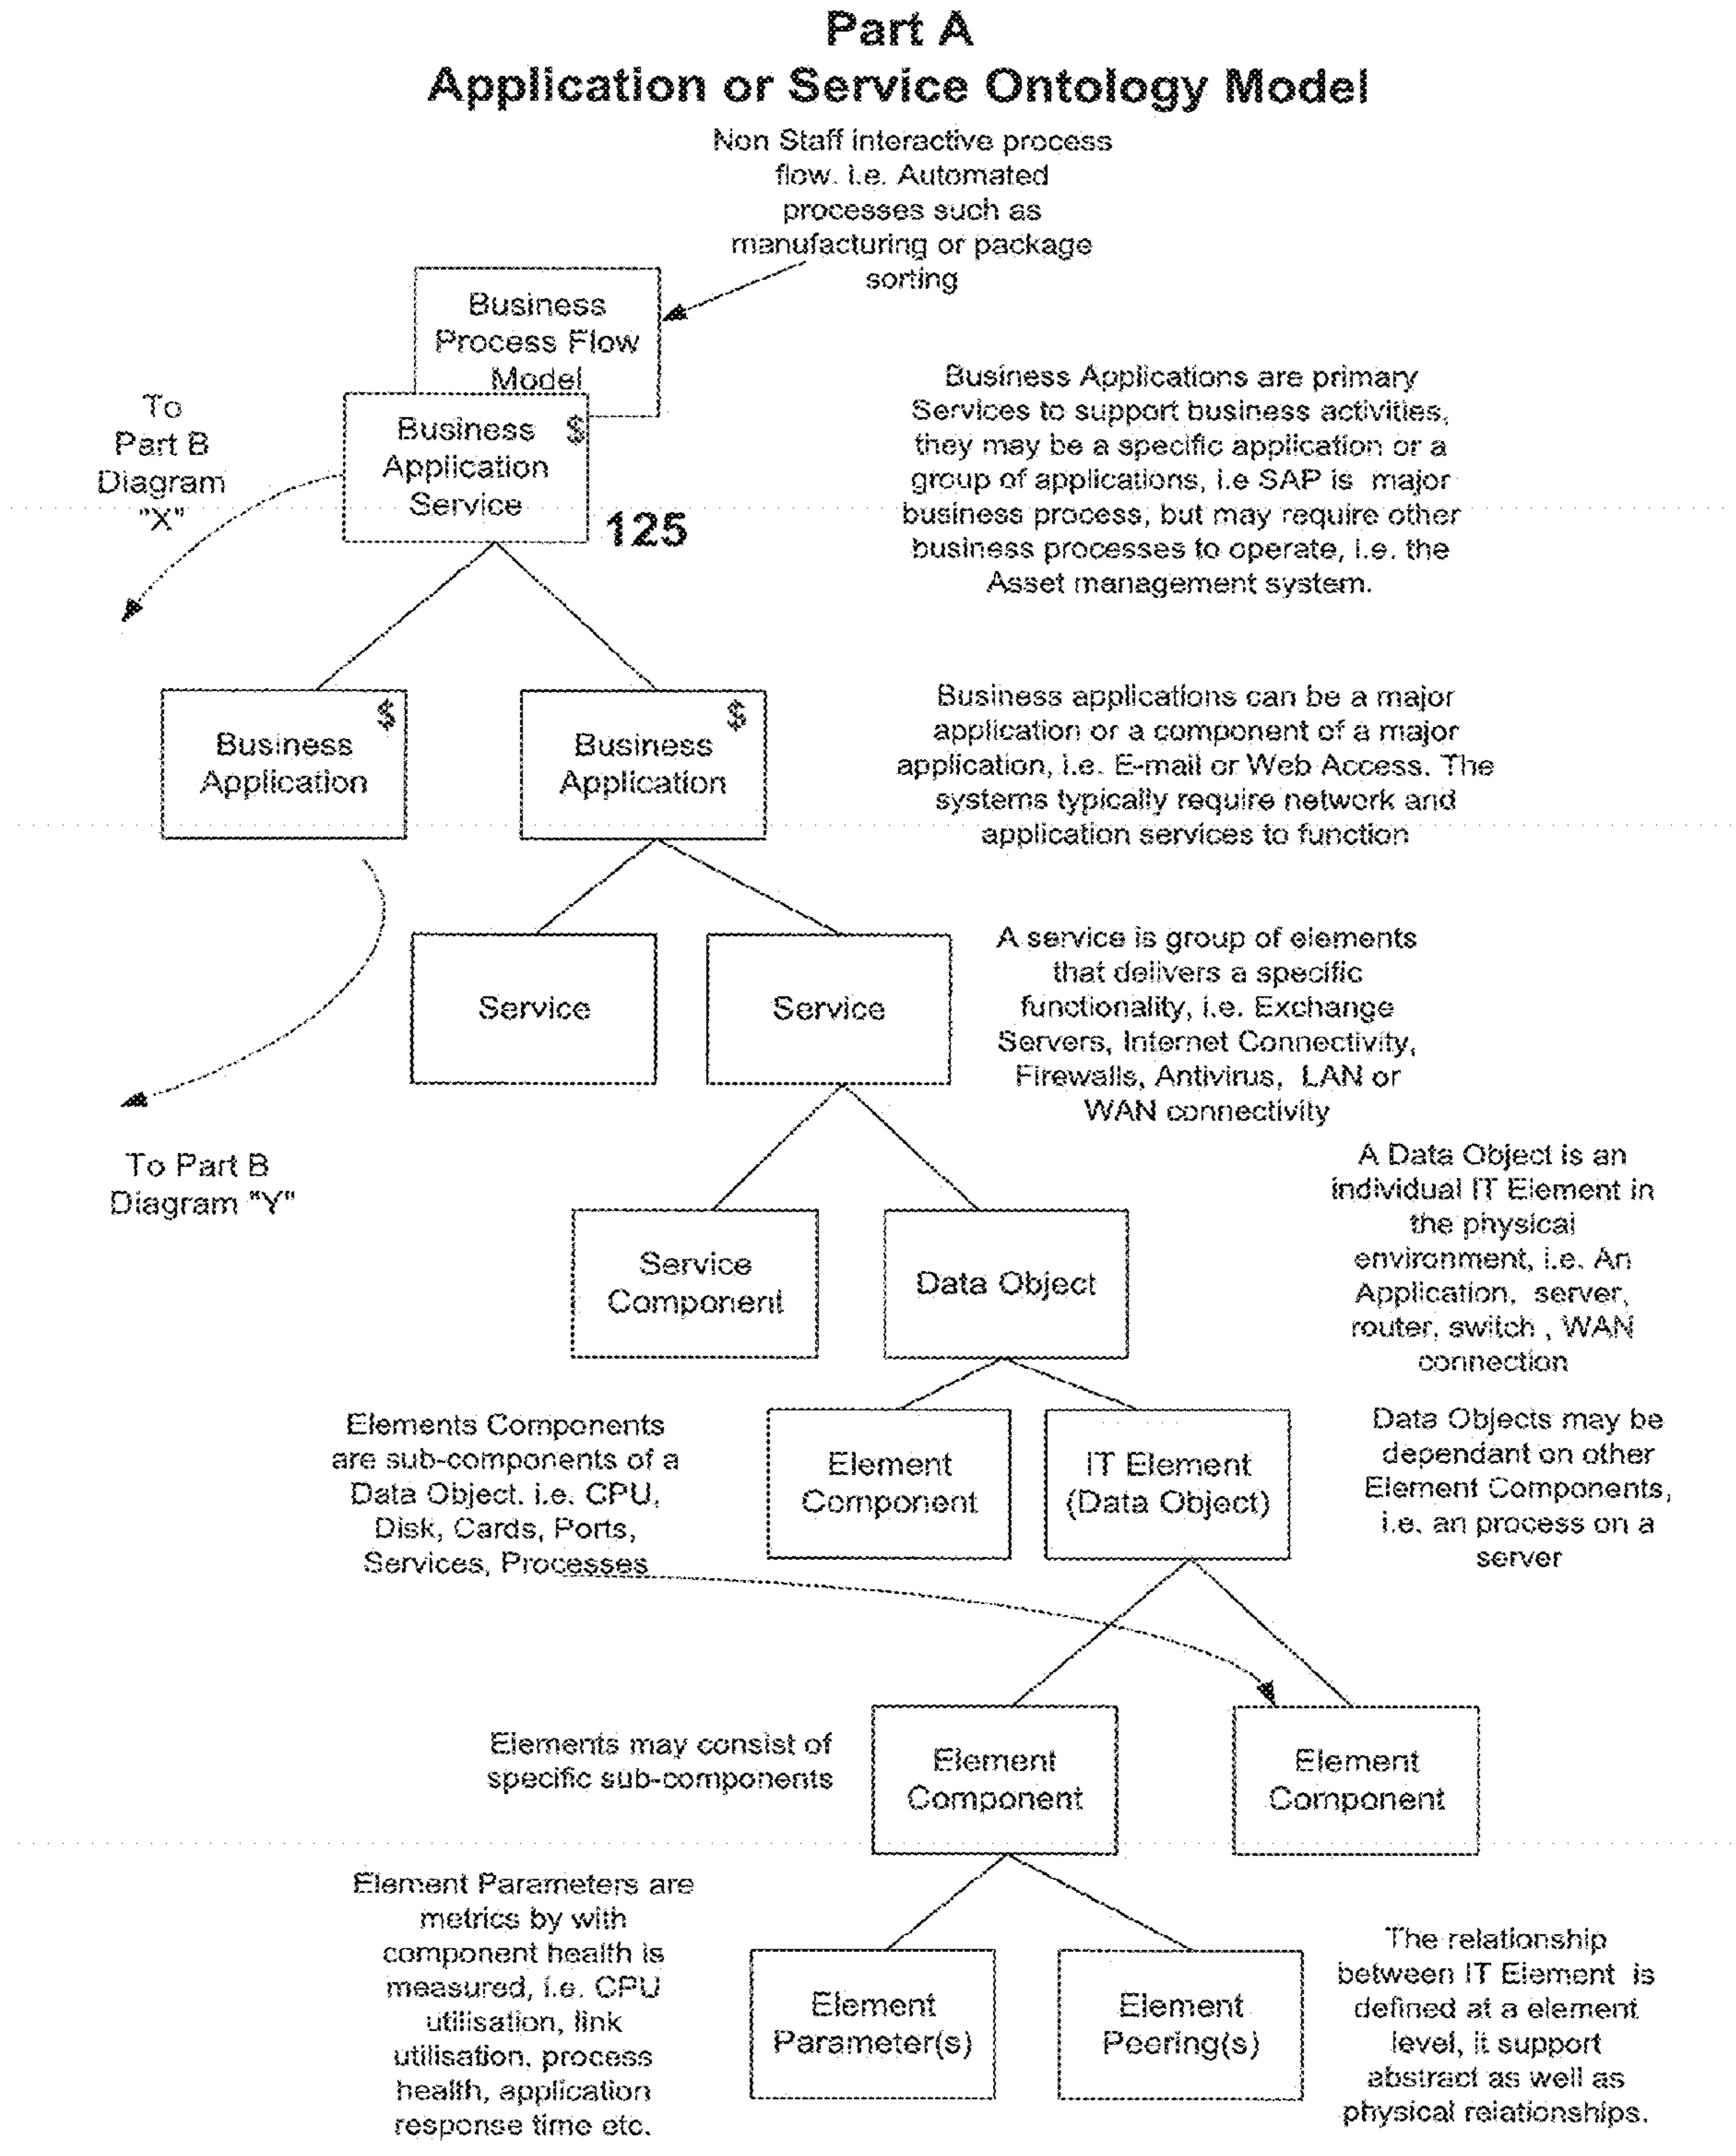 Part A
Application or Service Ontology Model
Non Staff interactive process
flow. i.e. Automated
processes such as
manufacturing or package
sorting
Business
Process Flow
Model
To
Part B
Diagram
"X"
Business $
Application
Service
125
Business Applications are primary
Services to support business activities,
they may be a specific application or a
group of applications, i.e SAP is major
business process, but may require other
business processes to operate, i.e. the
Asset management system.
$
Business
Application
$
Business
Application
Business applications can be a major
application or a component of a major
application, i.e. E-mail or Web Access. The
systems typically require network and
application services to function
Service
Service
A service is group of elements
that delivers a specific
functionality, i.e. Exchange
Servers, Internet Connectivity,
Firewalls, Antivirus, LAN or
WAN connectivity
To Part B
Diagram "Y"
Service
Component
Data Object
A Data Object is an
individual IT Element in
the physical
environment, i.e. An
Application, server,
router, switch , WAN
connection
Elements Components
are sub-components of a
Data Object. i.e. CPU,
Disk, Cards, Ports,
Services, Processes
Element
Component
IT Element
(Data Object)
Data Objects may be
dependant on other
Element Components,
i.e. an process on a
server
Elements may consist of
specific sub-components
Element
Component
Element
Component
Element Parameters are
metrics by with
component health is
measured, i.e. CPU
utilisation, link
utilisation, process
health, application
response time etc.
Element
Parameter(s)
Element
Peering(s)
The relationship
between IT Element is
defined at a element
level, it support
abstract as well as
physical relationships.